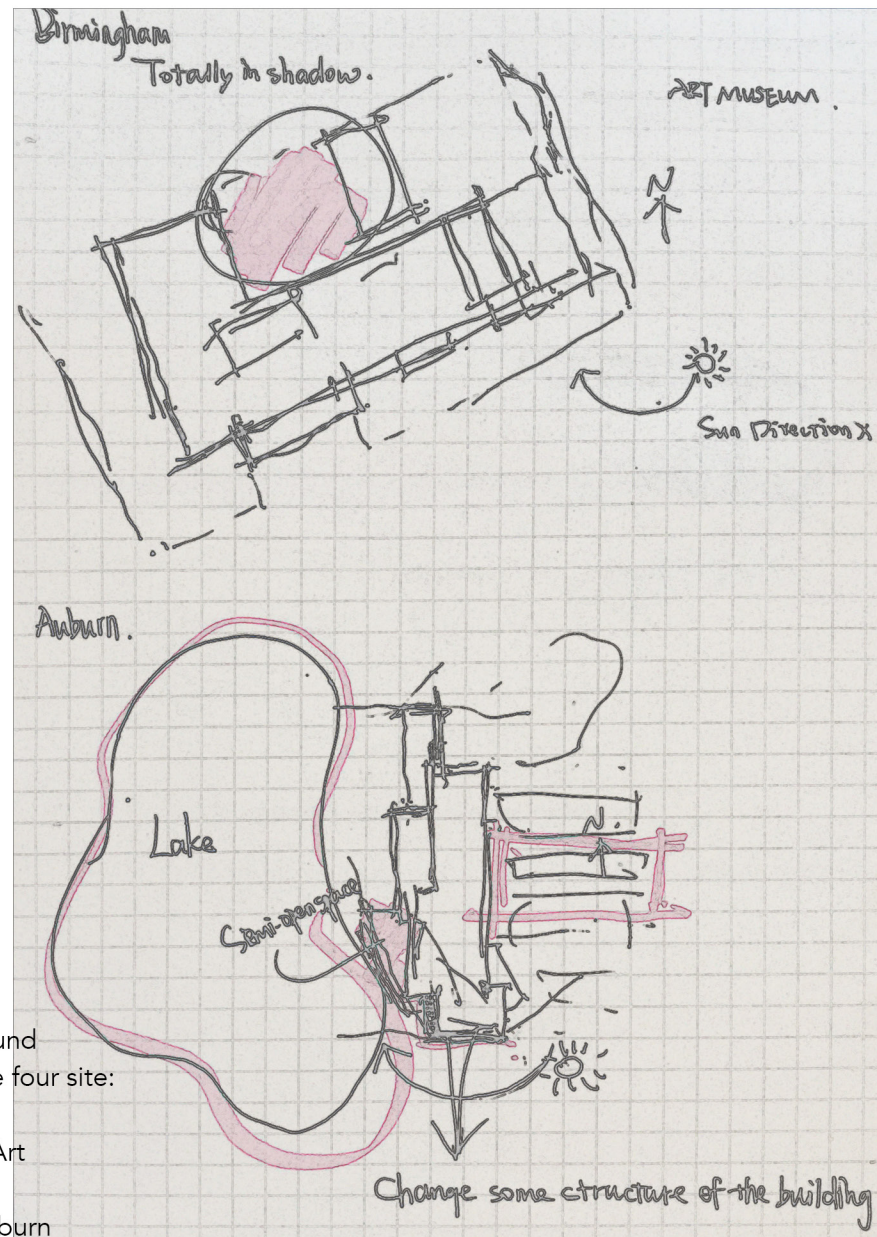 Birmingham
Totally in shadow.
ART MUSEUM.
N
Sun Direction X
Auburn.
Lake
N.
Semi-open space
und
e four site:
Art
burn
Change some structure of the building